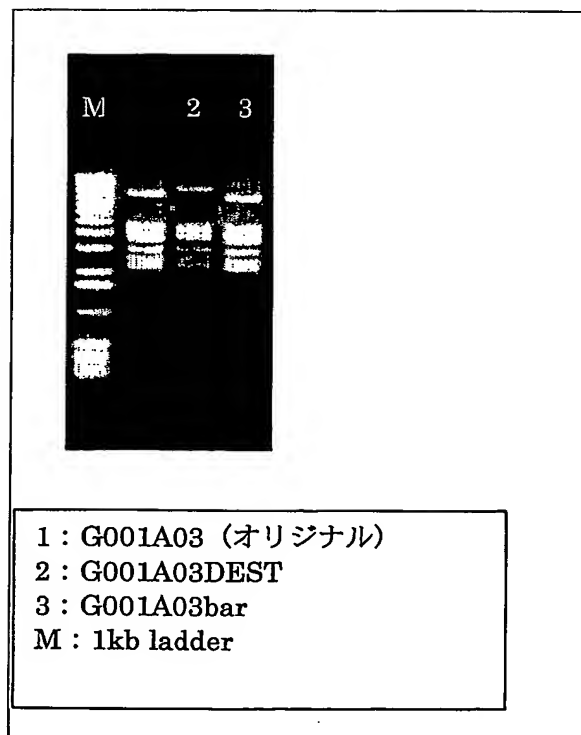 M 2 3
1 : G001A03 (オリジナル)
2 : G001A03DEST
3 : G001A03bar
M : 1kb ladder